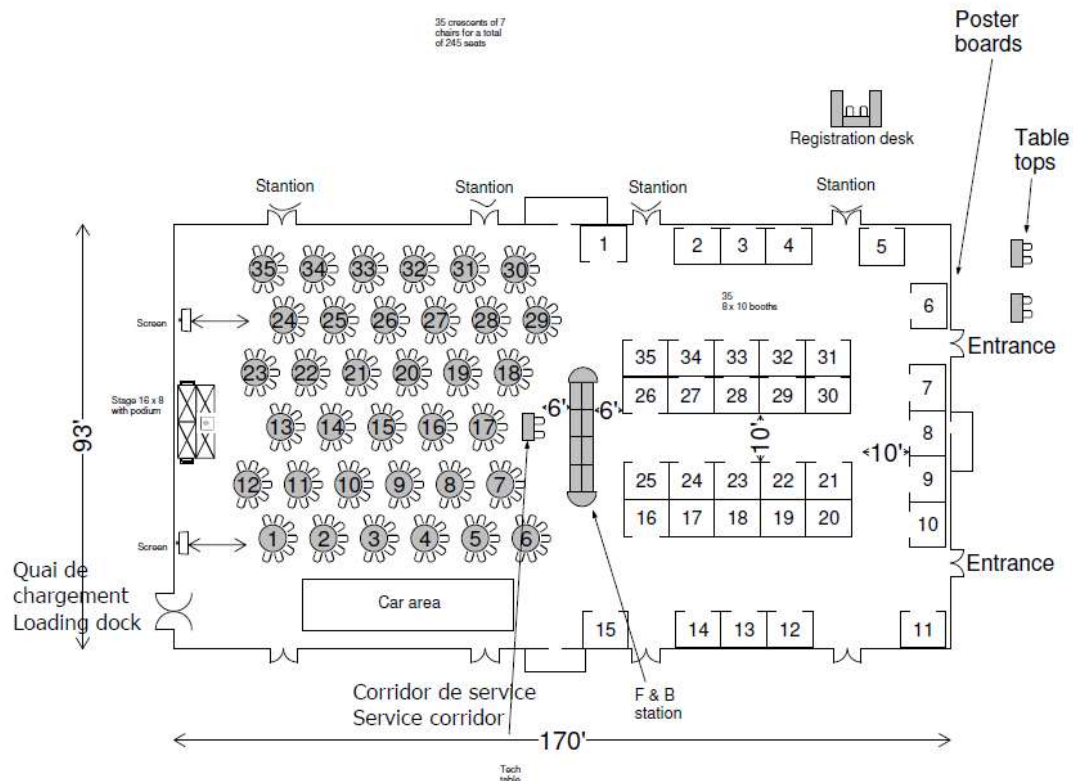 35 crescents of 7
chairs for a total
of 245 seats
Poster
boards
Registration desk
Table
tops
Stantion
Stantion
Stantion
Stantion
1
2
3
4
5
35
34
33
32
31
30
6
35
8 x 10 booths
Screen
24
25
26
27
28
29
Entrance
35
34
33
32
31
23
22
21
20
19
18
7
26
27
28
29
30
Stage 16 x 8
with podium
6'
6'
93'
13
14
15
16
17
10'
8
10'
12
11
10
9
8
7
25
24
23
22
21
9
16
17
18
19
20
10
Screen
1
2
3
4
5
6
Entrance
Quai de
chargement
Loading dock
Car area
15
14
13
12
11
Corridor de service
Service corridor
F & B
station
170'
Tech
table